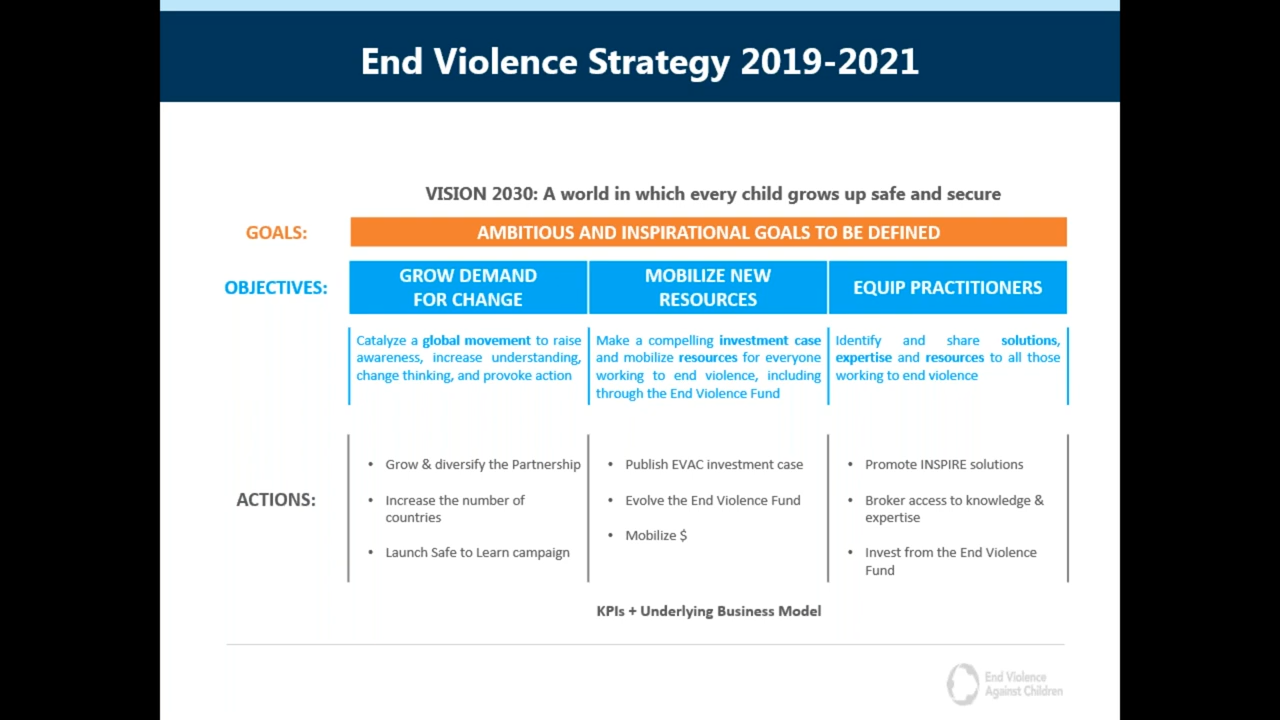 End Violence Strategy 2019-2021
VISION 2030: A world in which every child grows up safe and secure
GOALS:
AMBITIOUS AND INSPIRATIONAL GOALS TO BE DEFINED
OBJECTIVES:
GROW DEMAND
FOR CHANGE
MOBILIZE NEW
RESOURCES
EQUIP PRACTITIONERS
Catalyze a global movement to raise
awareness, increase understanding,
change thinking, and provoke action
Make a compelling investment case
and mobilize resources for everyone
working to end violence, including
through the End Violence Fund
Identify and share solutions,
expertise and resources to all those
working to end violence
ACTIONS:
• Grow & diversify the Partnership
• Increase the number of
countries
• Launch Safe to Learn campaign
• Publish EVAC investment case
• Evolve the End Violence Fund
• Mobilize $
• Promote INSPIRE solutions
• Broker access to knowledge &
expertise
• Invest from the End Violence
Fund
KPIs + Underlying Business Model
End Violence
Against Children